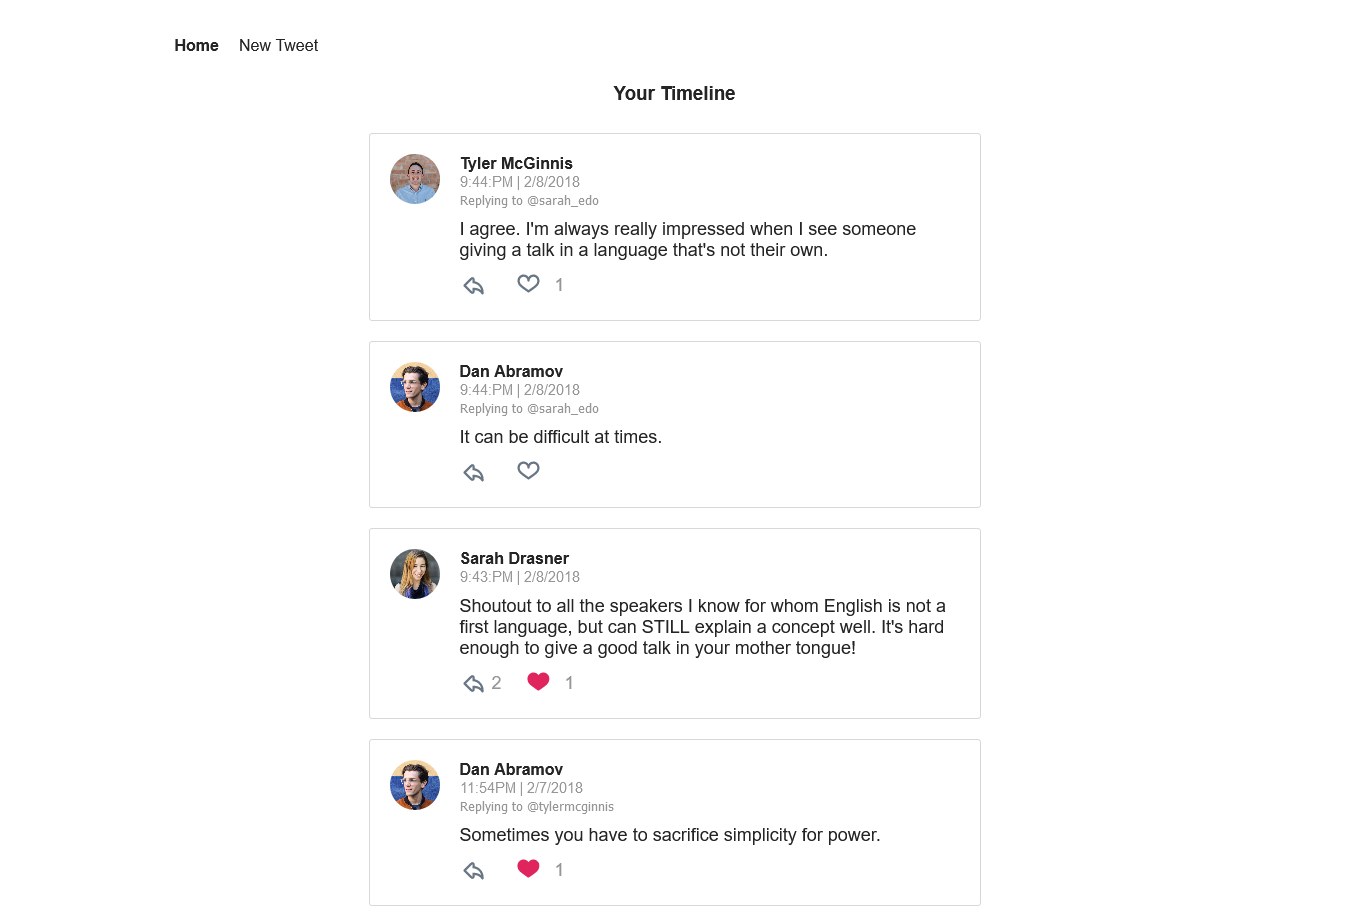 Home New Tweet
Your Timeline
Tyler McGinnis
9:44:PM | 2/8/2018
Replying to @sarah_edo
I agree. I'm always really impressed when I see someone
giving a talk in a language that's not their own.
1
Dan Abramov
9:44:PM | 2/8/2018
Replying to @sarah_edo
It can be difficult at times.
Sarah Drasner
9:43:PM | 2/8/2018
Shoutout to all the speakers I know for whom English is not a
first language, but can STILL explain a concept well. It's hard
enough to give a good talk in your mother tongue!
2 1
Dan Abramov
11:54PM | 2/7/2018
Replying to @tylermcginnis
Sometimes you have to sacrifice simplicity for power.
1